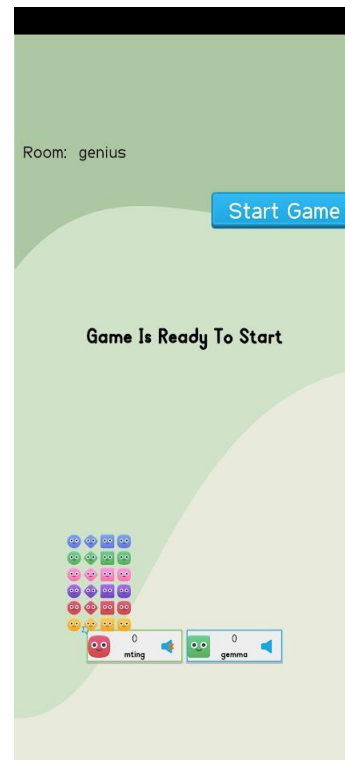 Room: genius
Start Game
Game Is Ready To Start
0
mting
0
gemma